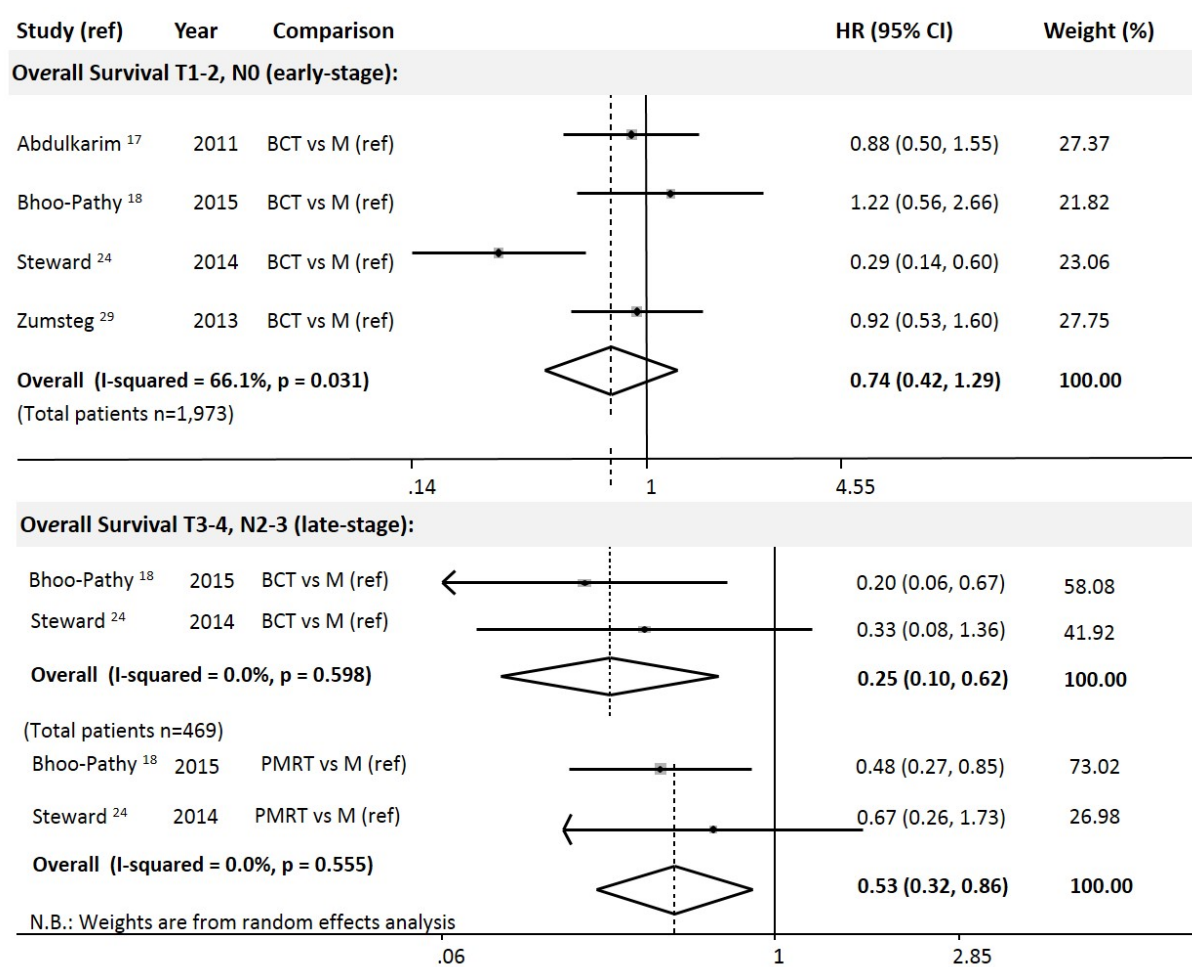 Study (ref) Year Comparison HR (95% CI) Weight (%)
Overall Survival T1-2, N0 (early-stage):
Abdulkarim 17 2011 BCT vs M (ref) 0.88 (0.50, 1.55) 27.37
Bhoo-Pathy 18 2015 BCT vs M (ref) 1.22 (0.56, 2.66) 21.82
Steward 24 2014 BCT vs M (ref) 0.29 (0.14, 0.60) 23.06
Zumsteg 29 2013 BCT vs M (ref) 0.92 (0.53, 1.60) 27.75
Overall (I-squared = 66.1%, p = 0.031) 0.74 (0.42, 1.29) 100.00
(Total patients n=1,973)
.14 1 4.55
Overall Survival T3-4, N2-3 (late-stage):
Bhoo-Pathy 18 2015 BCT vs M (ref) 0.20 (0.06, 0.67) 58.08
Steward 24 2014 BCT vs M (ref) 0.33 (0.08, 1.36) 41.92
Overall (I-squared = 0.0%, p = 0.598) 0.25 (0.10, 0.62) 100.00
(Total patients n=469)
Bhoo-Pathy 18 2015 PMRT vs M (ref) 0.48 (0.27, 0.85) 73.02
Steward 24 2014 PMRT vs M (ref) 0.67 (0.26, 1.73) 26.98
Overall (I-squared = 0.0%, p = 0.555) 0.53 (0.32, 0.86) 100.00
N.B.: Weights are from random effects analysis
.06 1 2.85